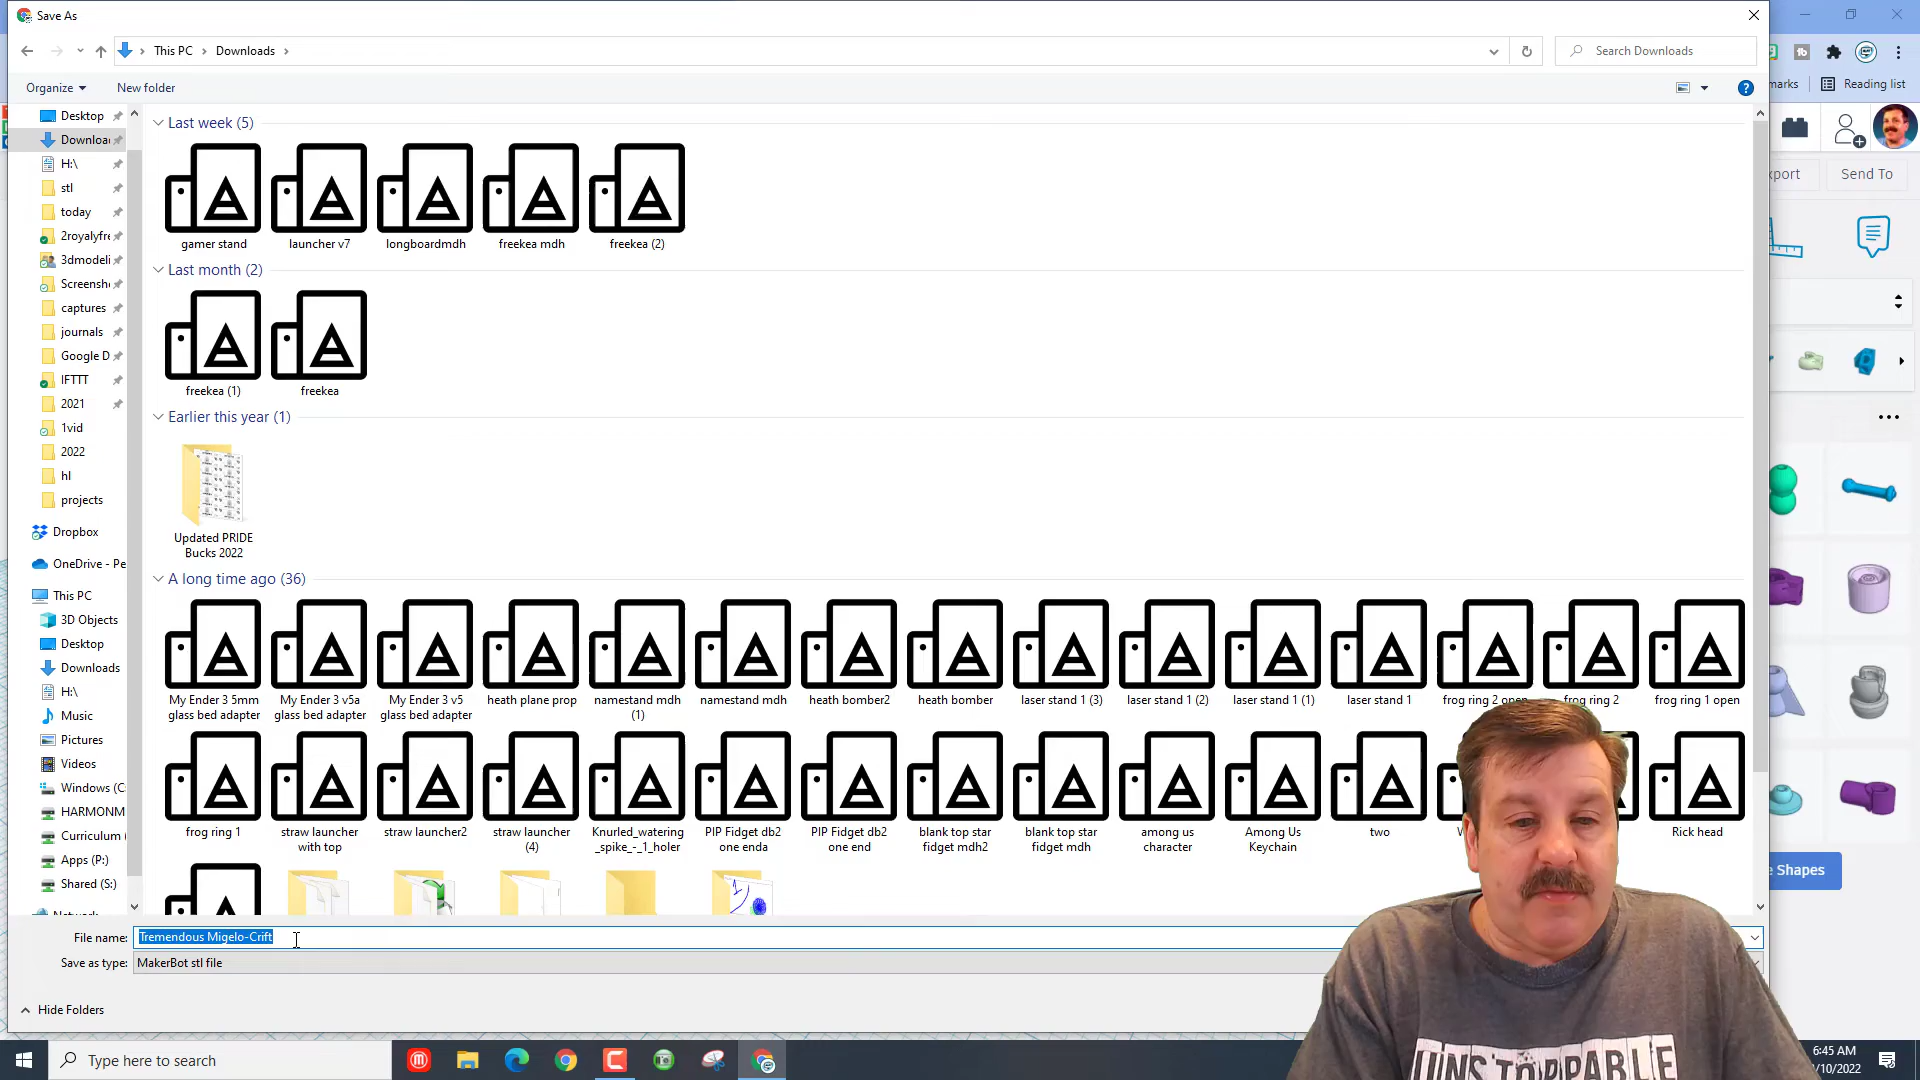 Save As
This PC > Downloads >
Search Downloads
Organize
New folder
Desktop
Downloa
H:\
stl
today
2royalyfre
3dmodeli
Screensh
captures
journals
Google D
IFTTT
2021
1vid
2022
hl
projects
Dropbox
OneDrive - Pe
This PC
3D Objects
Desktop
Downloads
H:\
Music
Pictures
Videos
Windows (C
HARMONM
Curriculum
Apps (P:)
Shared (S:)
Last week (5)
gamer stand
launcher v7
longboardmdh
freekea mdh
freekea (2)
Last month (2)
freekea (1)
freekea
Earlier this year (1)
Updated PRIDE
Bucks 2022
A long time ago (36)
My Ender 3 5mm
glass bed adapter
My Ender 3 v5a
glass bed adapter
My Ender 3 v5
glass bed adapter
heath plane prop
namestand mdh
(1)
namestand mdh
heath bomber2
heath bomber
laser stand 1 (3)
laser stand 1 (2)
laser stand 1 (1)
laser stand 1
frog ring 2 open
frog ring 2
frog ring 1 open
frog ring 1
straw launcher
with top
straw launcher2
straw launcher
(4)
Knurled_watering
_spike_-_1_holer
PIP Fidget db2
one enda
PIP Fidget db2
one end
blank top star
fidget mdh2
blank top star
fidget mdh
among us
character
Among Us
Keychain
two
Rick head
File name: Tremendous Migelo-Crift
Save as type: MakerBot stl file
Hide Folders
marks
Reading list
xport
Send To
e Shapes
UNSTOPPABLE
Type here to search
6:45 AM
/10/2022